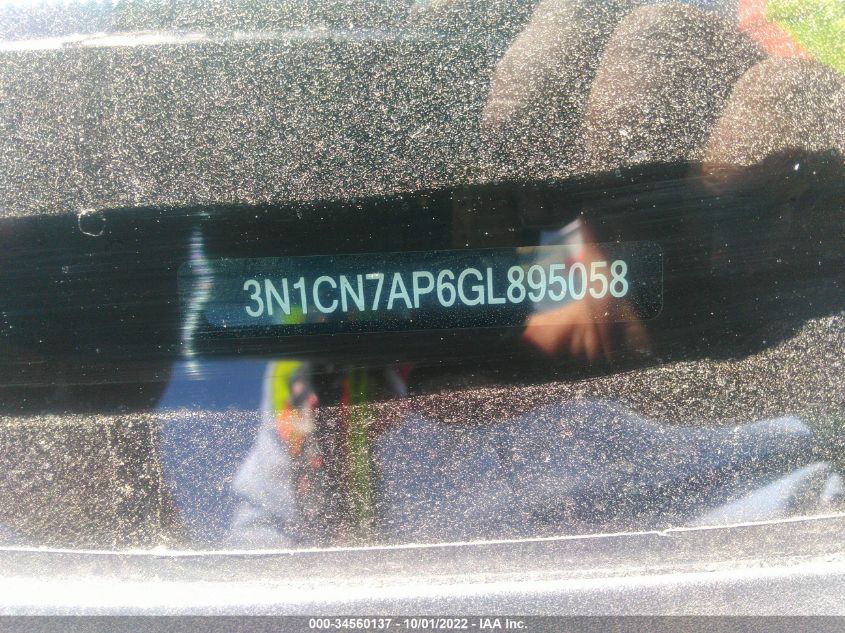 3N1CN7AP6GL895058
000-34560137 - 10/01/2022 - IAA Inc.